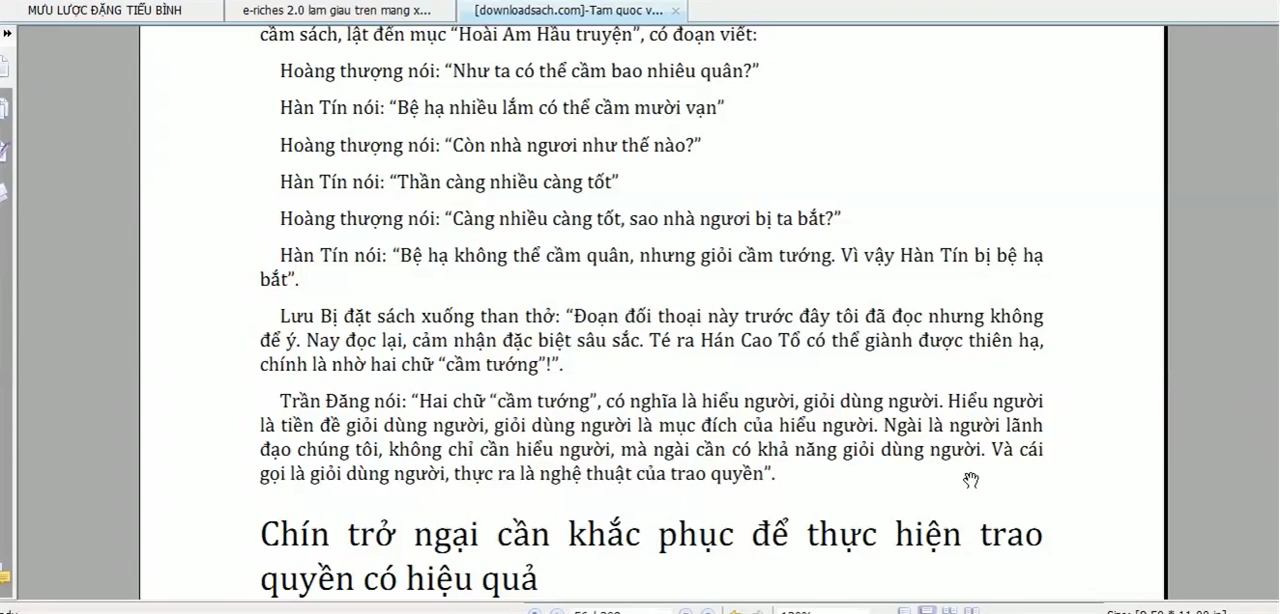 MƯU LƯỢC ĐẶNG TIỂU BÌNH e-riches 2.0 lam giau tren mang x... [downloadsach.com]-Tam quoc v...
cầm sách, lật đến mục “Hoài Âm Hầu truyện”, có đoạn viết:
Hoàng thượng nói: “Như ta có thể cầm bao nhiêu quân?”
Hàn Tín nói: “Bệ hạ nhiều lắm có thể cầm mười vạn”
Hoàng thượng nói: “Còn nhà ngươi như thế nào?”
Hàn Tín nói: “Thần càng nhiều càng tốt”
Hoàng thượng nói: “Càng nhiều càng tốt, sao nhà ngươi bị ta bắt?”
Hàn Tín nói: “Bệ hạ không thể cầm quân, nhưng giỏi cầm tướng. Vì vậy Hàn Tín bị bệ hạ
bắt”.
Lưu Bị đặt sách xuống than thở: “Đoạn đối thoại này trước đây tôi đã đọc nhưng không
để ý. Nay đọc lại, cảm nhận đặc biệt sâu sắc. Té ra Hán Cao Tổ có thể giành được thiên hạ,
chính là nhờ hai chữ “cầm tướng”!”.
Trần Đăng nói: “Hai chữ “cầm tướng”, có nghĩa là hiểu người, giỏi dùng người. Hiểu người
là tiền đề giỏi dùng người, giỏi dùng người là mục đích của hiểu người. Ngài là người lãnh
đạo chúng tôi, không chỉ cần hiểu người, mà ngài cần có khả năng giỏi dùng người. Và cái
gọi là giỏi dùng người, thực ra là nghệ thuật của trao quyền”.
Chín trở ngại cần khắc phục để thực hiện trao
quyền có hiệu quả